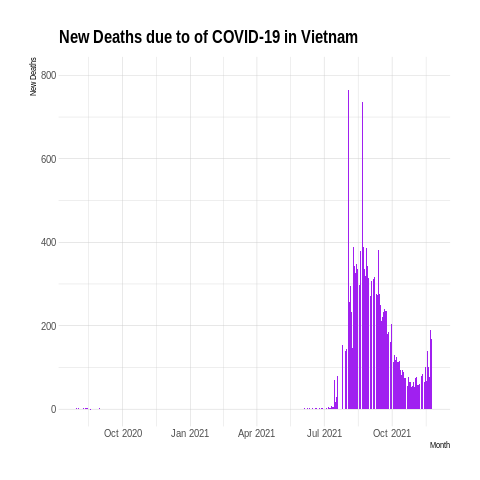 New Deaths due to of COVID-19 in Vietnam
New Deaths
800
600
400
200
0
Oct 2020 Jan 2021 Apr 2021 Jul 2021 Oct 2021
Month